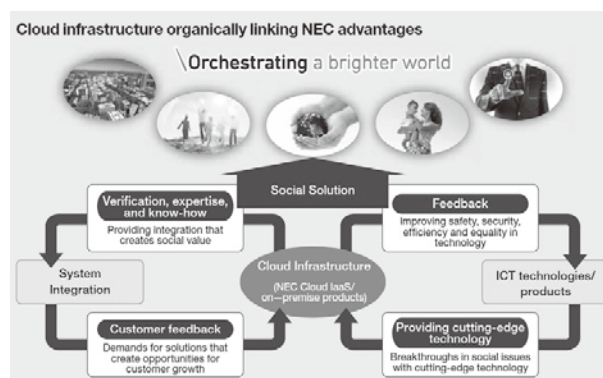 Cloud infrastructure organically linking NEC advantages
\Orchestrating a brighter world
Social Solution
Verification, expertise,
and know-how
Providing integration that
creates social value
Feedback
Improving safety, security,
efficiency and equality in
technology
System
Integration
Cloud Infrastructure
(NEC Cloud IaaS/
on—premise products)
ICT technologies/
products
Customer feedback
Demands for solutions that
create opportunities for
customer growth
Providing cutting-edge
technology
Breakthroughs in social issues
with cutting-edge technology